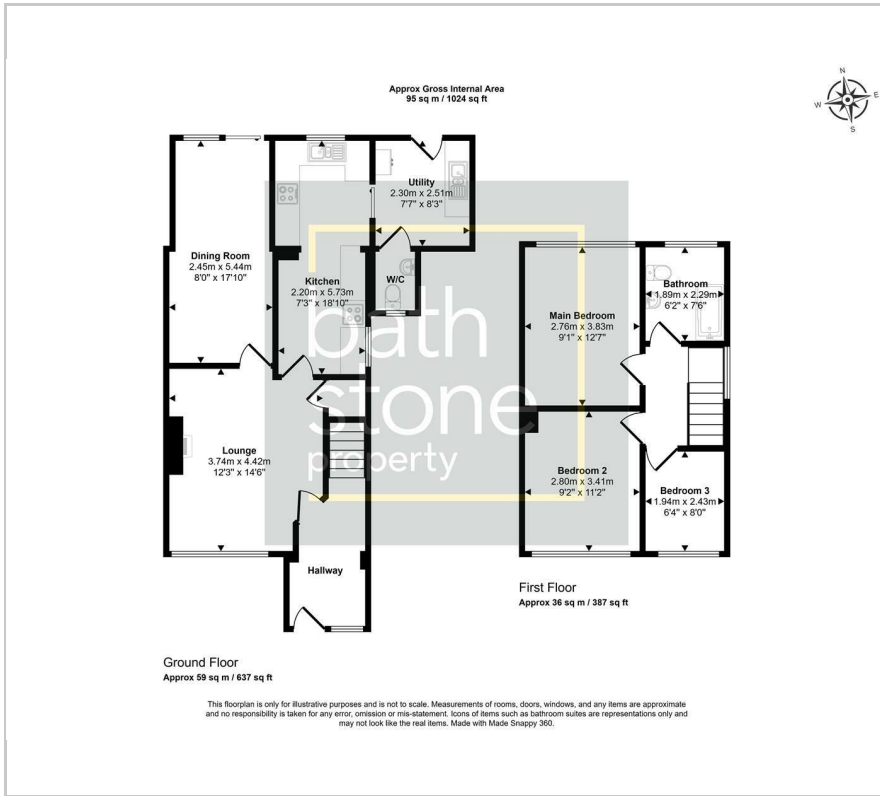 Approx Gross Internal Area
95 sq m / 1024 sq ft
N
W
E
S
Utility
2.30m x 2.51m
7'7" x 8'3"
Dining Room
2.45m x 5.44m
8'0" x 17'10"
Kitchen
2.20m x 5.73m
7'3" x 18'10"
W/C
Lounge
3.74m x 4.42m
12'3" x 14'6"
Hallway
Main Bedroom
2.76m x 3.83m
9'1" x 12'7"
Bathroom
1.89m x 2.29m
6'2" x 7'6"
Bedroom 2
2.80m x 3.41m
9'2" x 11'2"
Bedroom 3
1.94m x 2.43m
6'4" x 8'0"
bath
stone
property
First Floor
Approx 36 sq m / 387 sq ft
Ground Floor
Approx 59 sq m / 637 sq ft
This floorplan is only for illustrative purposes and is not to scale. Measurements of rooms, doors, windows, and any items are approximate
and no responsibility is taken for any error, omission or mis-statement. Icons of items such as bathroom suites are representations only and
may not look like the real items. Made with Made Snappy 360.